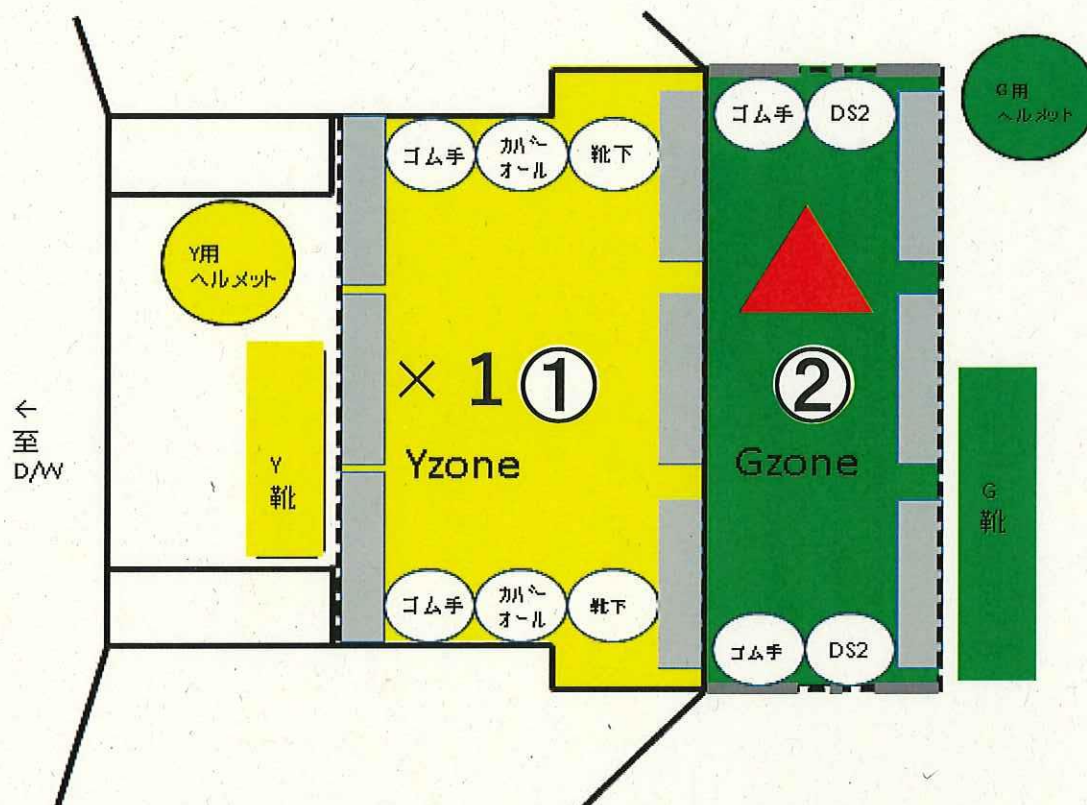 G用
ヘルメット
ゴム手
カバー
オール
靴下
ゴム手
DS2
Y用
ヘルメット
× 1 ①
②
Yzone
Gzone
←
至
D/W
Y
靴
G
靴
ゴム手
カバー
オール
靴下
ゴム手
DS2